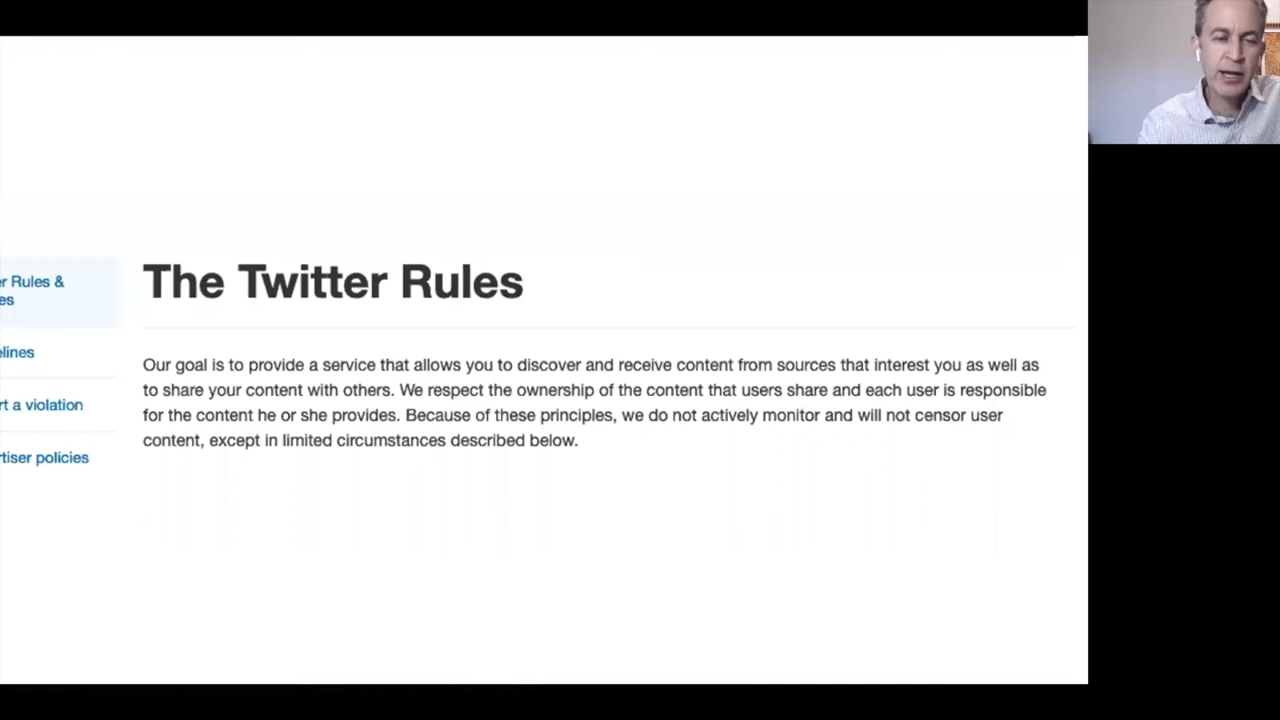 er Rules &
es
elines
rt a violation
rtiser policies
The Twitter Rules
Our goal is to provide a service that allows you to discover and receive content from sources that interest you as well as
to share your content with others. We respect the ownership of the content that users share and each user is responsible
for the content he or she provides. Because of these principles, we do not actively monitor and will not censor user
content, except in limited circumstances described below.